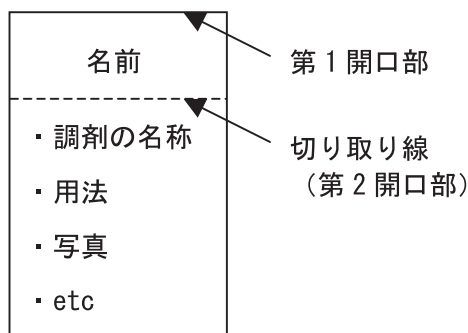 名前
第1開口部
切り取り線
（第2開口部）
・調剤の名称
・用法
・写真
・etc